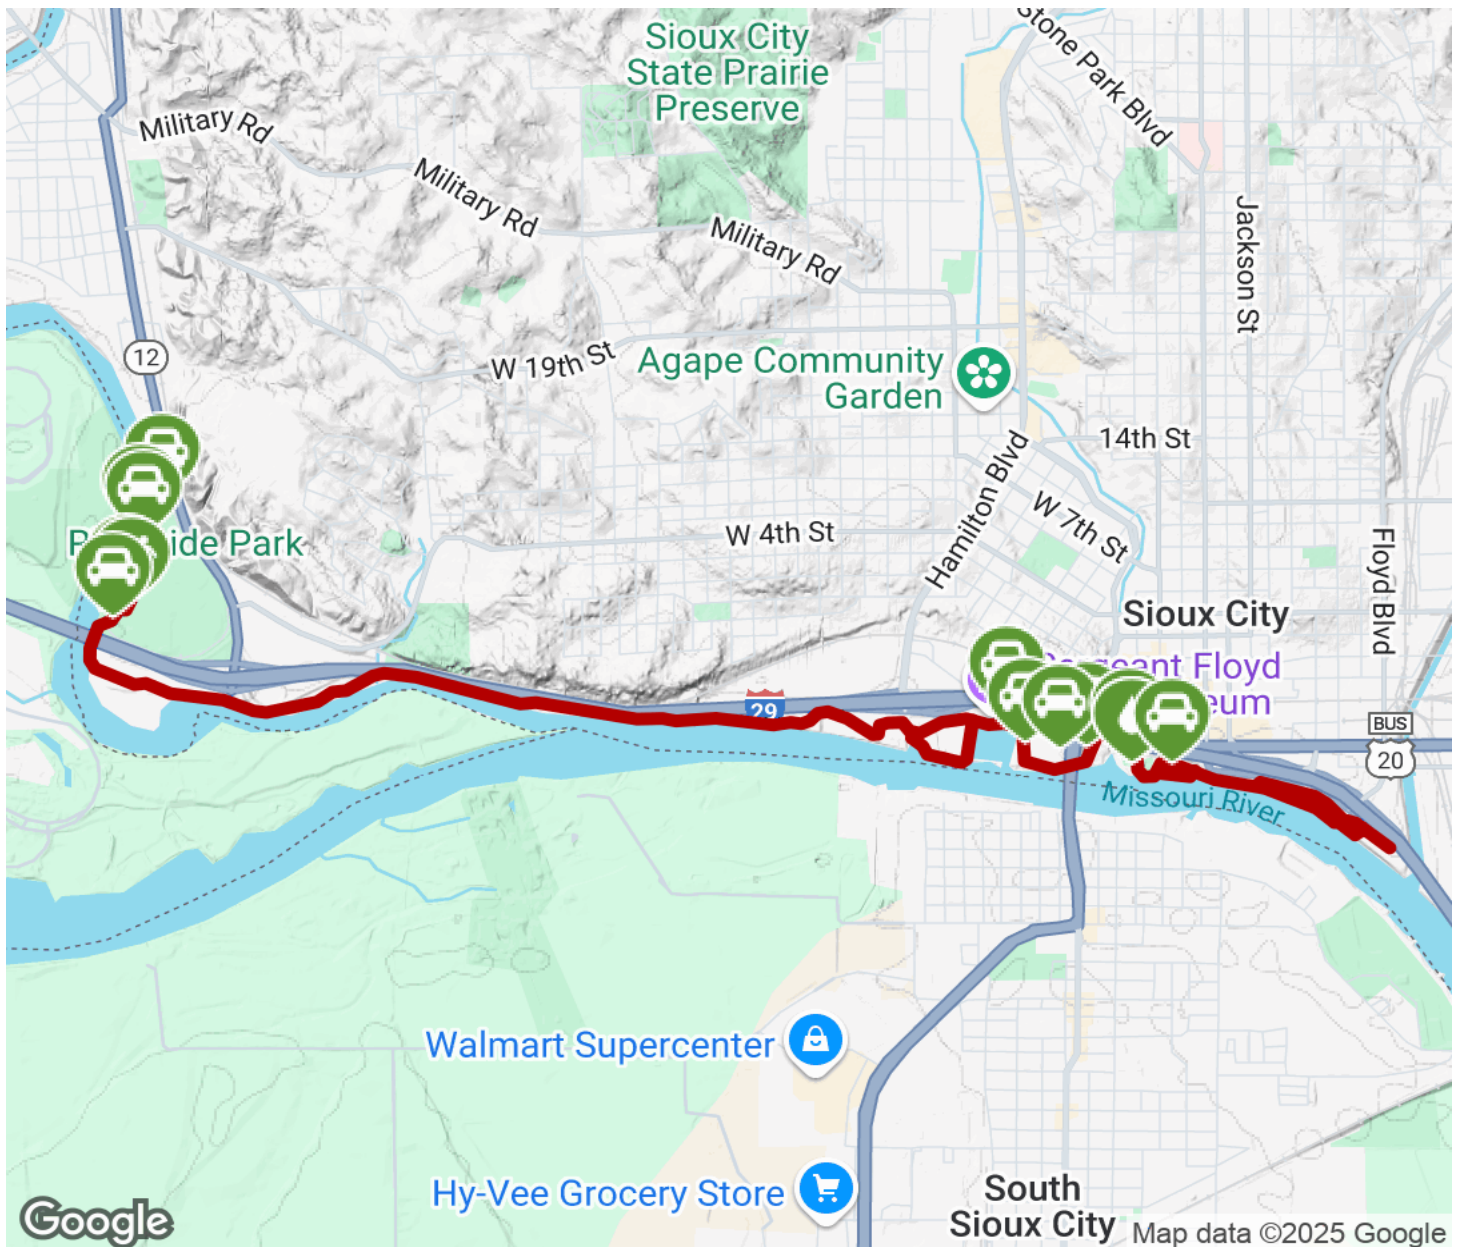 Sioux City
State Prairie
Preserve
Stone Park Blvd
Military Rd
Military Rd
Military Rd
Jackson St
12
W 19th St
Agape Community
Garden
14th St
Hamilton Blvd
W 7th St
W 4th St
Floyd Blvd
ide Park
Sioux City
Sergeant Floyd
eum
29
BUS
20
Missouri River
Walmart Supercenter
Hy-Vee Grocery Store
South
Sioux City
Google
Map data ©2025 Google